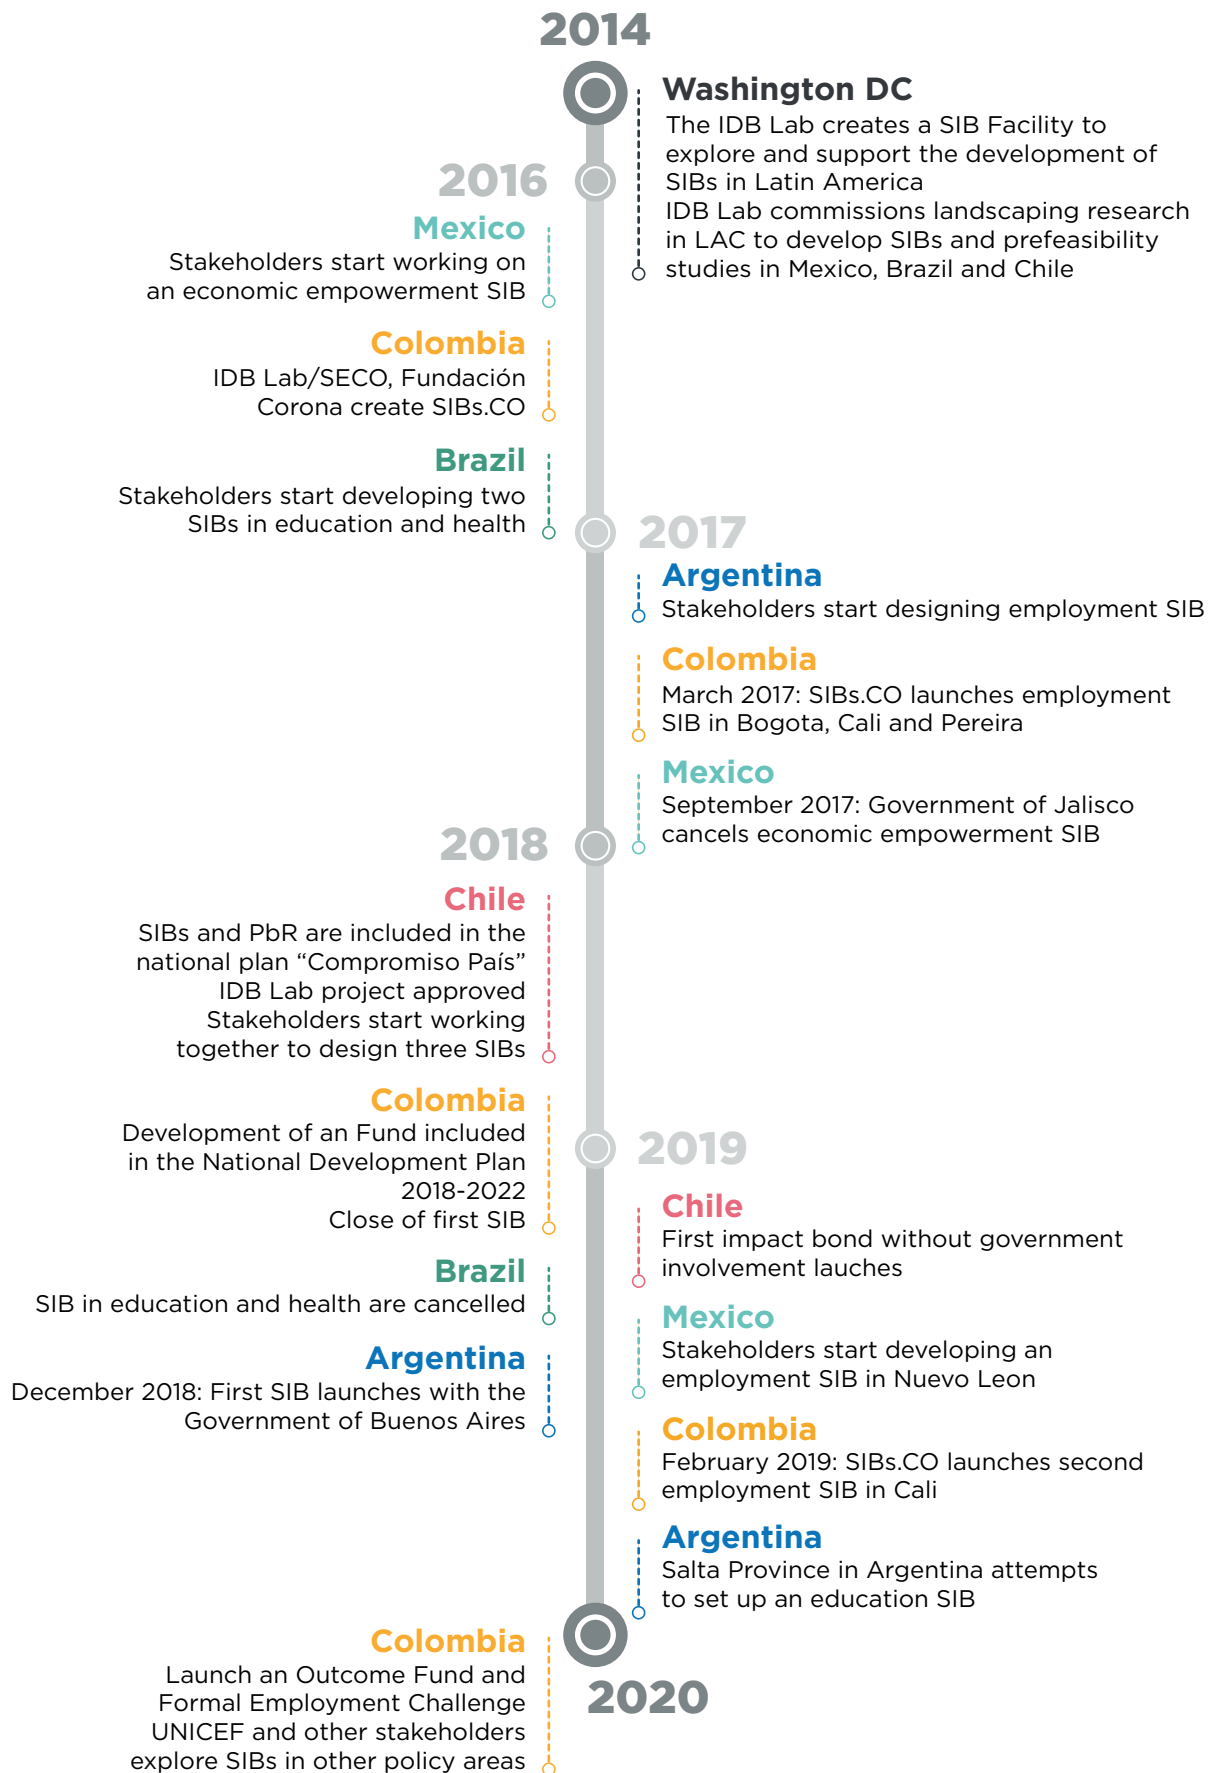 2014
Washington DC
The IDB Lab creates a SIB Facility to
explore and support the development of
SIBs in Latin America
IDB Lab commissions landscaping research
in LAC to develop SIBs and prefeasibility
studies in Mexico, Brazil and Chile
2016
Mexico
Stakeholders start working on
an economic empowerment SIB
Colombia
IDB Lab/SECO, Fundación
Corona create SIBs.CO
Brazil
Stakeholders start developing two
SIBs in education and health
2017
Argentina
Stakeholders start designing employment SIB
Colombia
March 2017: SIBs.CO launches employment
SIB in Bogota, Cali and Pereira
Mexico
September 2017: Government of Jalisco
cancels economic empowerment SIB
2018
Chile
SIBs and PbR are included in the
national plan “Compromiso País”
IDB Lab project approved
Stakeholders start working
together to design three SIBs
Colombia
Development of an Fund included
in the National Development Plan
2018-2022
Close of first SIB
Brazil
SIB in education and health are cancelled
Argentina
December 2018: First SIB launches with the
Government of Buenos Aires
2019
Chile
First impact bond without government
involvement lauches
Mexico
Stakeholders start developing an
employment SIB in Nuevo Leon
Colombia
February 2019: SIBs.CO launches second
employment SIB in Cali
Argentina
Salta Province in Argentina attempts
to set up an education SIB
2020
Colombia
Launch an Outcome Fund and
Formal Employment Challenge
UNICEF and other stakeholders
explore SIBs in other policy areas